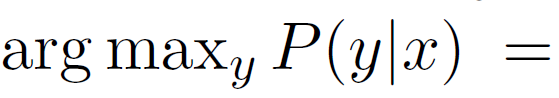 arg max_y P(y|x) =